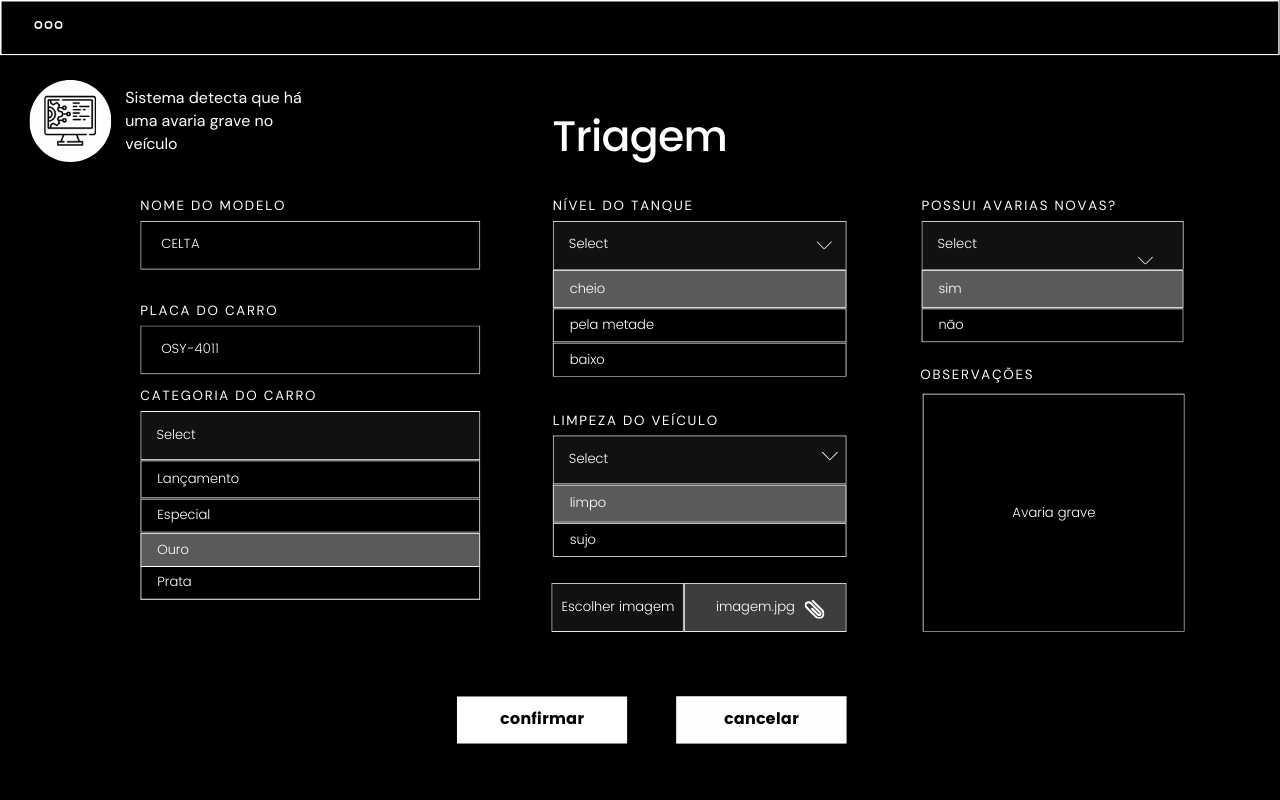 Sistema detecta que há
uma avaria grave no
veículo
Triagem
NOME DO MODELO
CELTA
PLACA DO CARRO
OSY-4011
CATEGORIA DO CARRO
Select
Lançamento
Especial
Ouro
Prata
NÍVEL DO TANQUE
Select
cheio
pela metade
baixo
LIMPEZA DO VEÍCULO
Select
limpo
sujo
Escolher imagem
imagem.jpg
POSSUI AVARIAS NOVAS?
Select
sim
não
OBSERVAÇÕES
Avaria grave
confirmar
cancelar